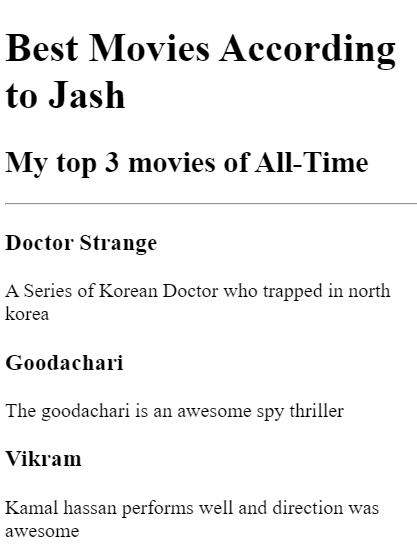 Best Movies According
to Jash
My top 3 movies of All-Time
Doctor Strange
A Series of Korean Doctor who trapped in north
korea
Goodachari
The goodachari is an awesome spy thriller
Vikram
Kamal hassan performs well and direction was
awesome